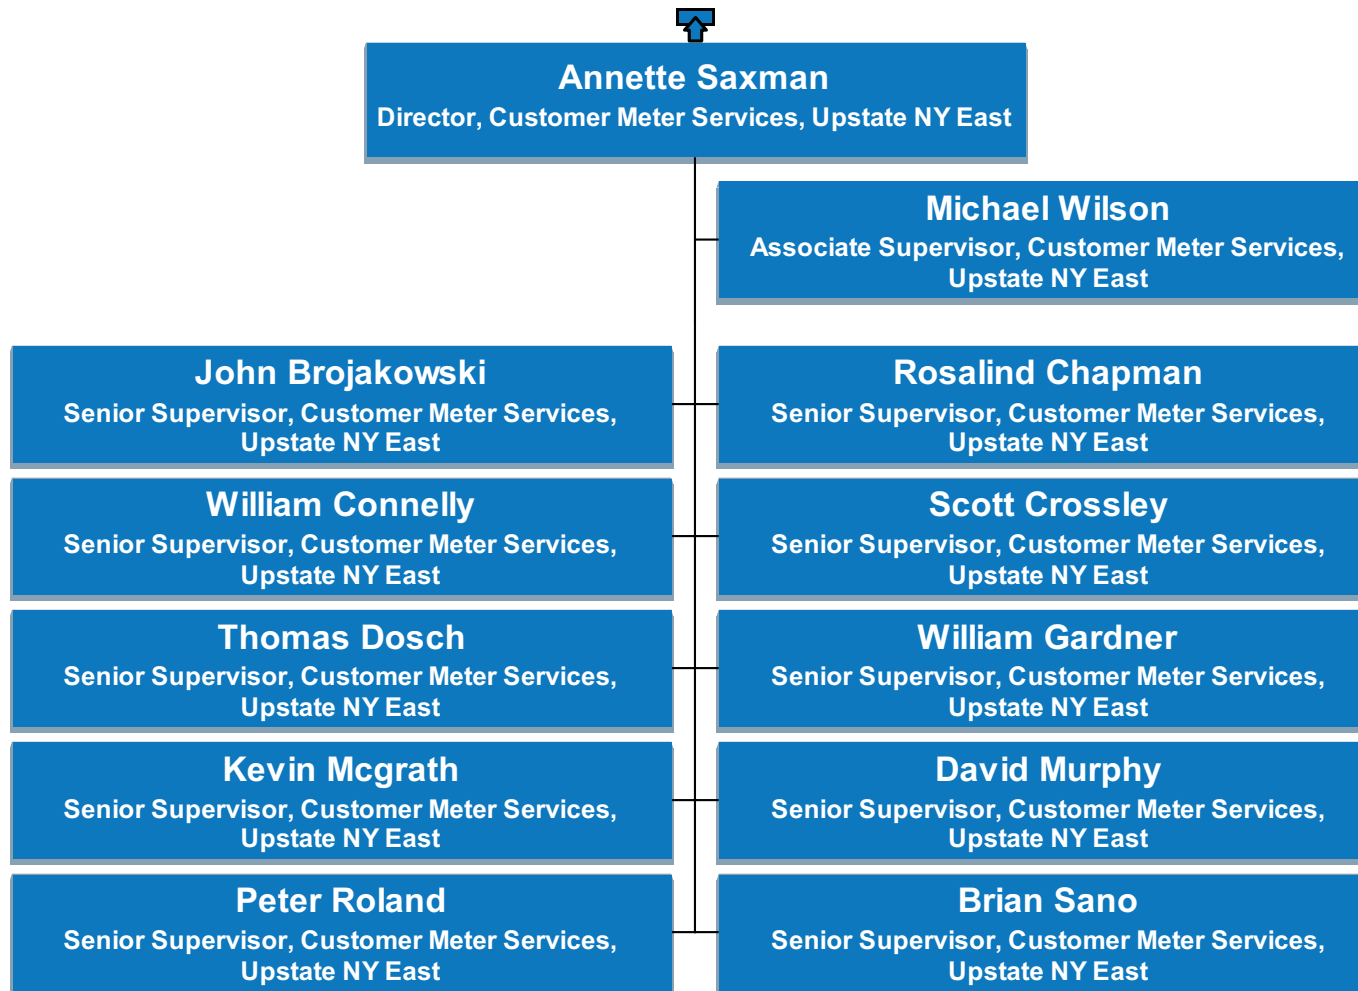 Annette Saxman
Director, Customer Meter Services, Upstate NY East
Michael Wilson
Associate Supervisor, Customer Meter Services,
Upstate NY East
John Brojakowski
Senior Supervisor, Customer Meter Services,
Upstate NY East
Rosalind Chapman
Senior Supervisor, Customer Meter Services,
Upstate NY East
William Connelly
Senior Supervisor, Customer Meter Services,
Upstate NY East
Scott Crossley
Senior Supervisor, Customer Meter Services,
Upstate NY East
Thomas Dosch
Senior Supervisor, Customer Meter Services,
Upstate NY East
William Gardner
Senior Supervisor, Customer Meter Services,
Upstate NY East
Kevin Mcgrath
Senior Supervisor, Customer Meter Services,
Upstate NY East
David Murphy
Senior Supervisor, Customer Meter Services,
Upstate NY East
Peter Roland
Senior Supervisor, Customer Meter Services,
Upstate NY East
Brian Sano
Senior Supervisor, Customer Meter Services,
Upstate NY East